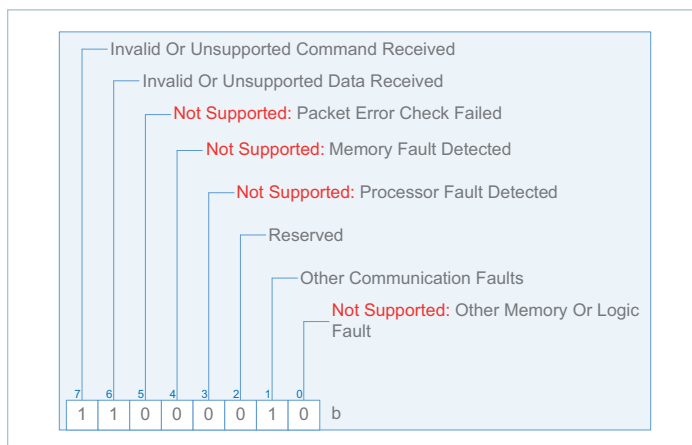 Invalid Or Unsupported Command Received
Invalid Or Unsupported Data Received
Not Supported: Packet Error Check Failed
Not Supported: Memory Fault Detected
Not Supported: Processor Fault Detected
Reserved
Other Communication Faults
Not Supported: Other Memory Or Logic
Fault
7 6 5 4 3 2 1 0
1 1 0 0 0 0 1 0 b